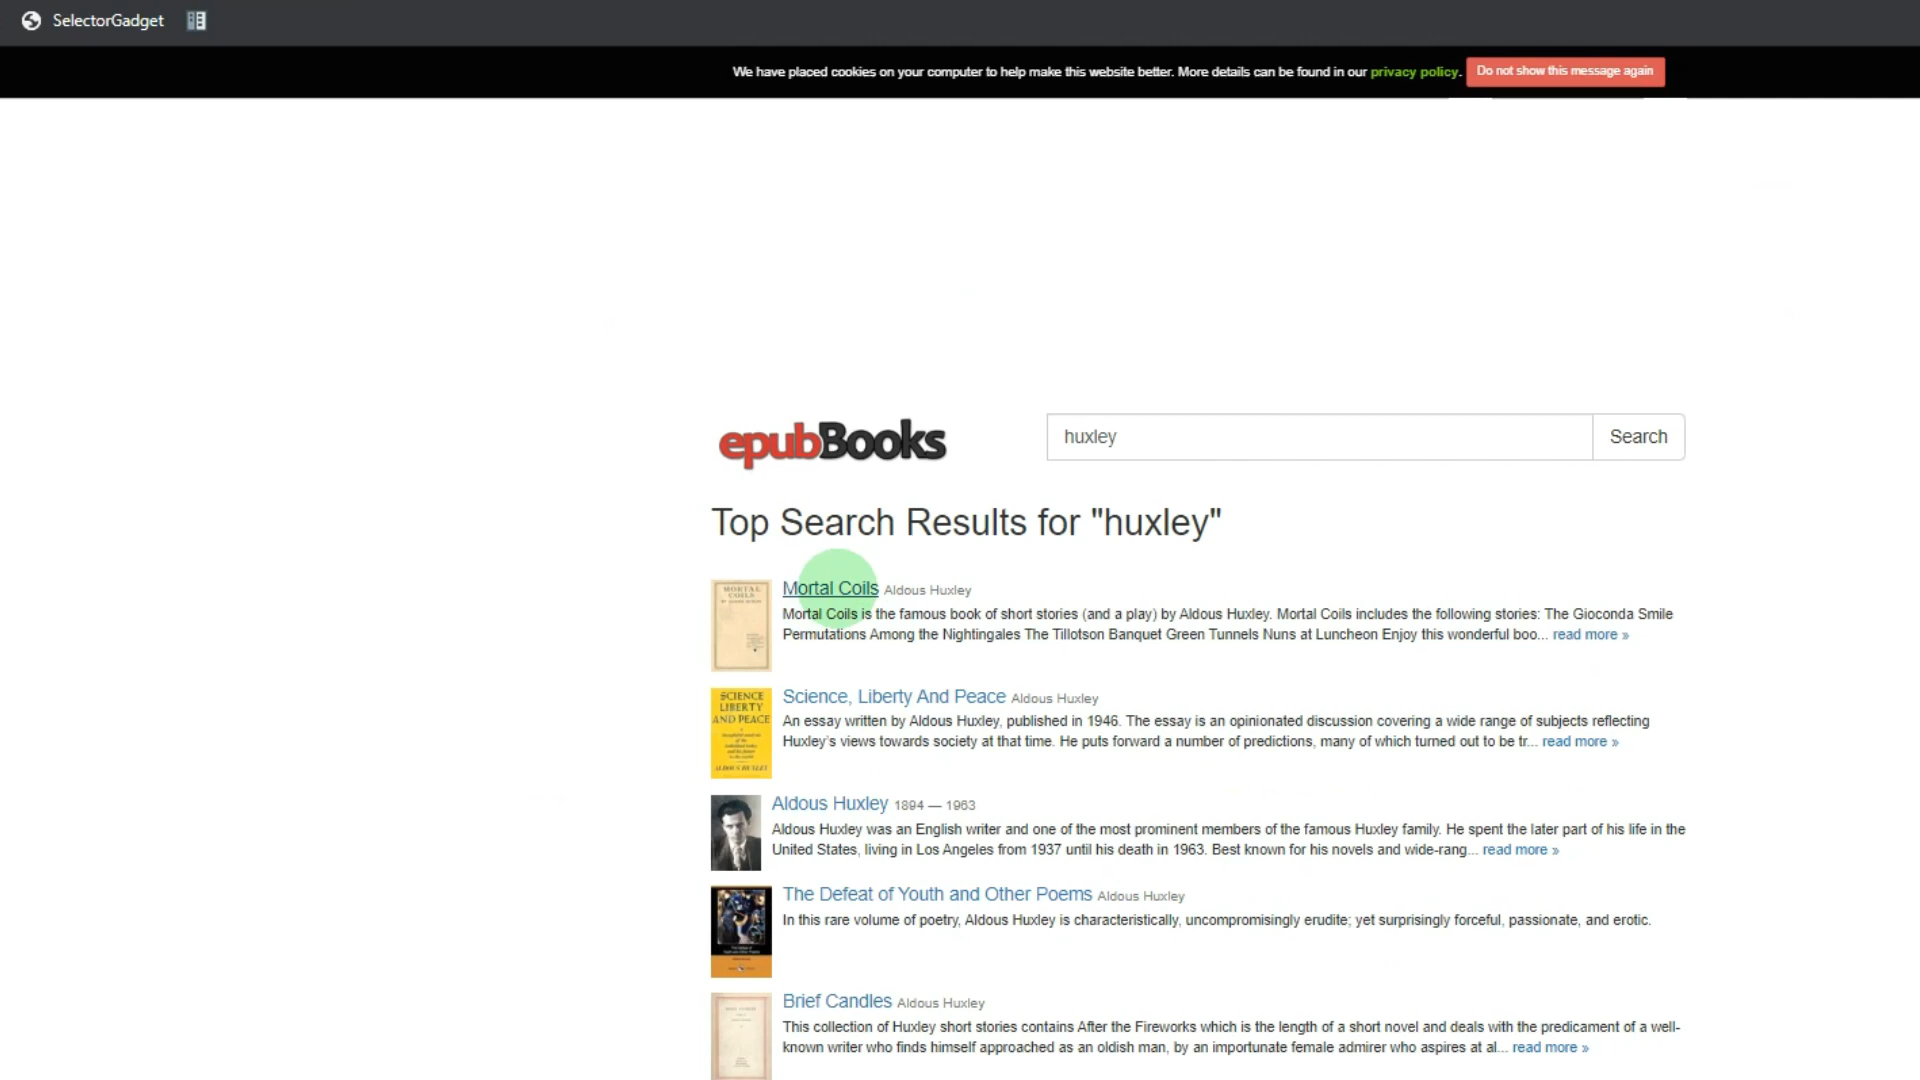 SelectorGadget
We have placed cookies on your computer to help make this website better. More details can be found in our privacy policy. Do not show this message again
epubBooks
huxley
Search
Top Search Results for "huxley"
MORTAL
COILS
Mortal Coils Aldous Huxley
Mortal Coils is the famous book of short stories (and a play) by Aldous Huxley. Mortal Coils includes the following stories: The Gioconda Smile
Permutations Among the Nightingales The Tillotson Banquet Green Tunnels Nuns at Luncheon Enjoy this wonderful boo... read more »
SCIENCE
LIBERTY
AND PEACE
ALDOUS HUXLEY
Science, Liberty And Peace Aldous Huxley
An essay written by Aldous Huxley, published in 1946. The essay is an opinionated discussion covering a wide range of subjects reflecting
Huxley's views towards society at that time. He puts forward a number of predictions, many of which turned out to be tr... read more »
Aldous Huxley 1894 — 1963
Aldous Huxley was an English writer and one of the most prominent members of the famous Huxley family. He spent the later part of his life in the
United States, living in Los Angeles from 1937 until his death in 1963. Best known for his novels and wide-rang... read more »
The Defeat of Youth and Other Poems Aldous Huxley
In this rare volume of poetry, Aldous Huxley is characteristically, uncompromisingly erudite; yet surprisingly forceful, passionate, and erotic.
Brief Candles Aldous Huxley
This collection of Huxley short stories contains After the Fireworks which is the length of a short novel and deals with the predicament of a well-
known writer who finds himself approached as an oldish man, by an importunate female admirer who aspires at al... read more »